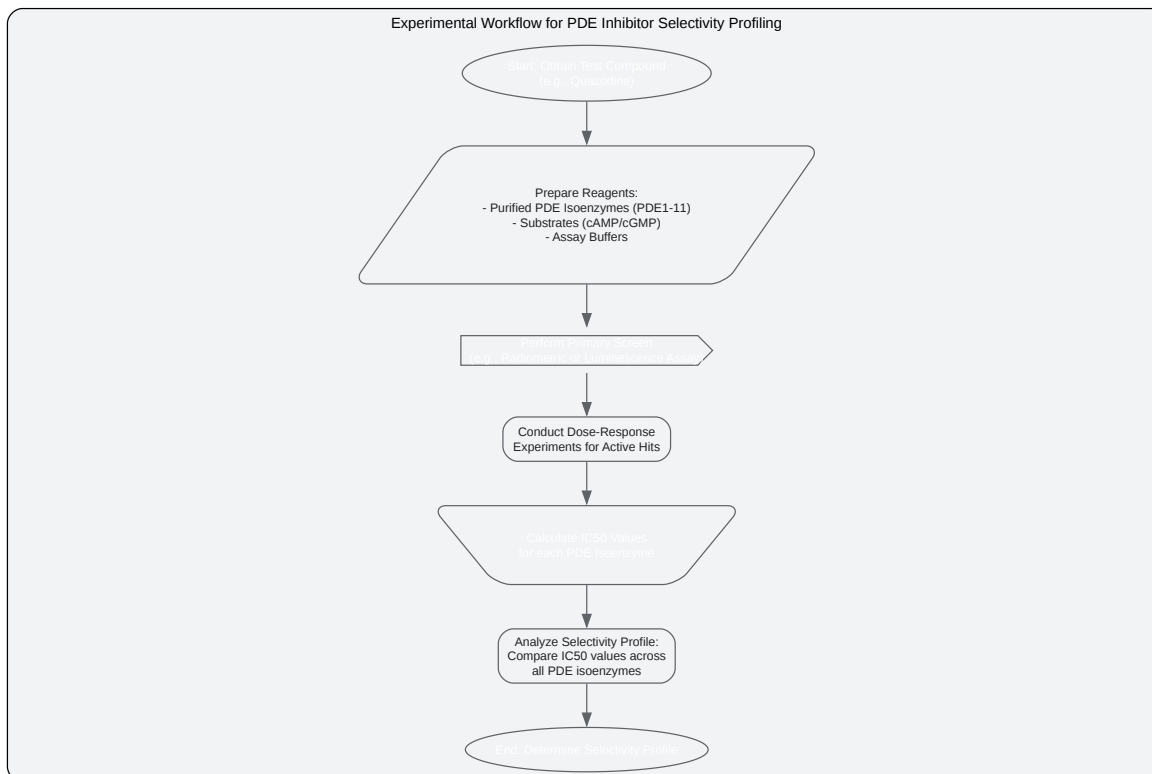 Experimental Workflow for PDE Inhibitor Selectivity Profiling
Start: Obtain Test Compound
(e.g., Quazodine)
Prepare Reagents:
- Purified PDE Isoenzymes (PDE1-11)
- Substrates (cAMP/cGMP)
- Assay Buffers
Perform Primary Screen
(e.g., Radiometric or Luminescence Assay)
Conduct Dose-Response
Experiments for Active Hits
Calculate IC50 Values
for each PDE Isoenzyme
Analyze Selectivity Profile:
Compare IC50 values across
all PDE isoenzymes
End: Determine Selectivity Profile